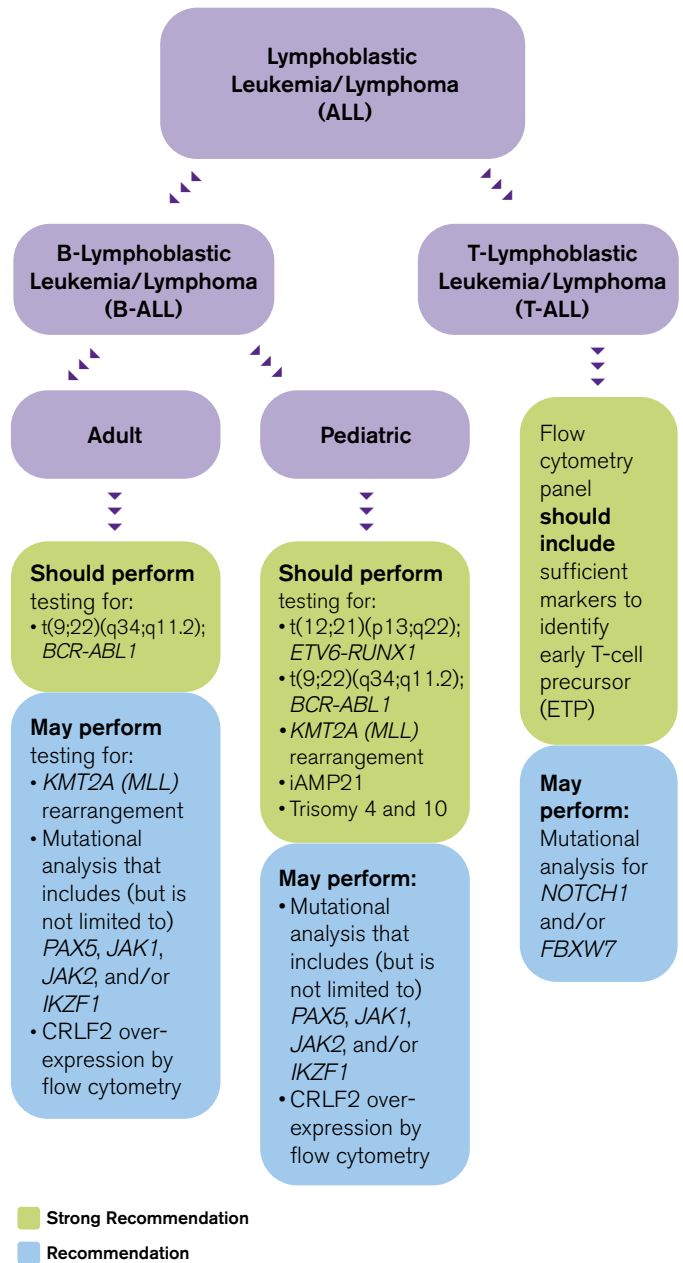 Lymphoblastic
Leukemia/Lymphoma
(ALL)
B-Lymphoblastic
Leukemia/Lymphoma
(B-ALL)
T-Lymphoblastic
Leukemia/Lymphoma
(T-ALL)
Adult
Pediatric
Should perform
testing for:
• t(9;22)(q34;q11.2);
BCR-ABL1
May perform
testing for:
• KMT2A (MLL)
rearrangement
• Mutational
analysis that
includes (but is
not limited to)
PAX5, JAK1,
JAK2, and/or
IKZF1
• CRLF2 over-
expression by
flow cytometry
Should perform
testing for:
• t(12;21)(p13;q22);
ETV6-RUNX1
• t(9;22)(q34;q11.2);
BCR-ABL1
• KMT2A (MLL)
rearrangement
• iAMP21
• Trisomy 4 and 10
May perform:
• Mutational
analysis that
includes (but is
not limited to)
PAX5, JAK1,
JAK2, and/or
IKZF1
• CRLF2 over-
expression by
flow cytometry
Flow
cytometry
panel
should
include
sufficient
markers to
identify
early T-cell
precursor
(ETP)
May
perform:
Mutational
analysis for
NOTCH1
and/or
FBXW7
Strong Recommendation
Recommendation